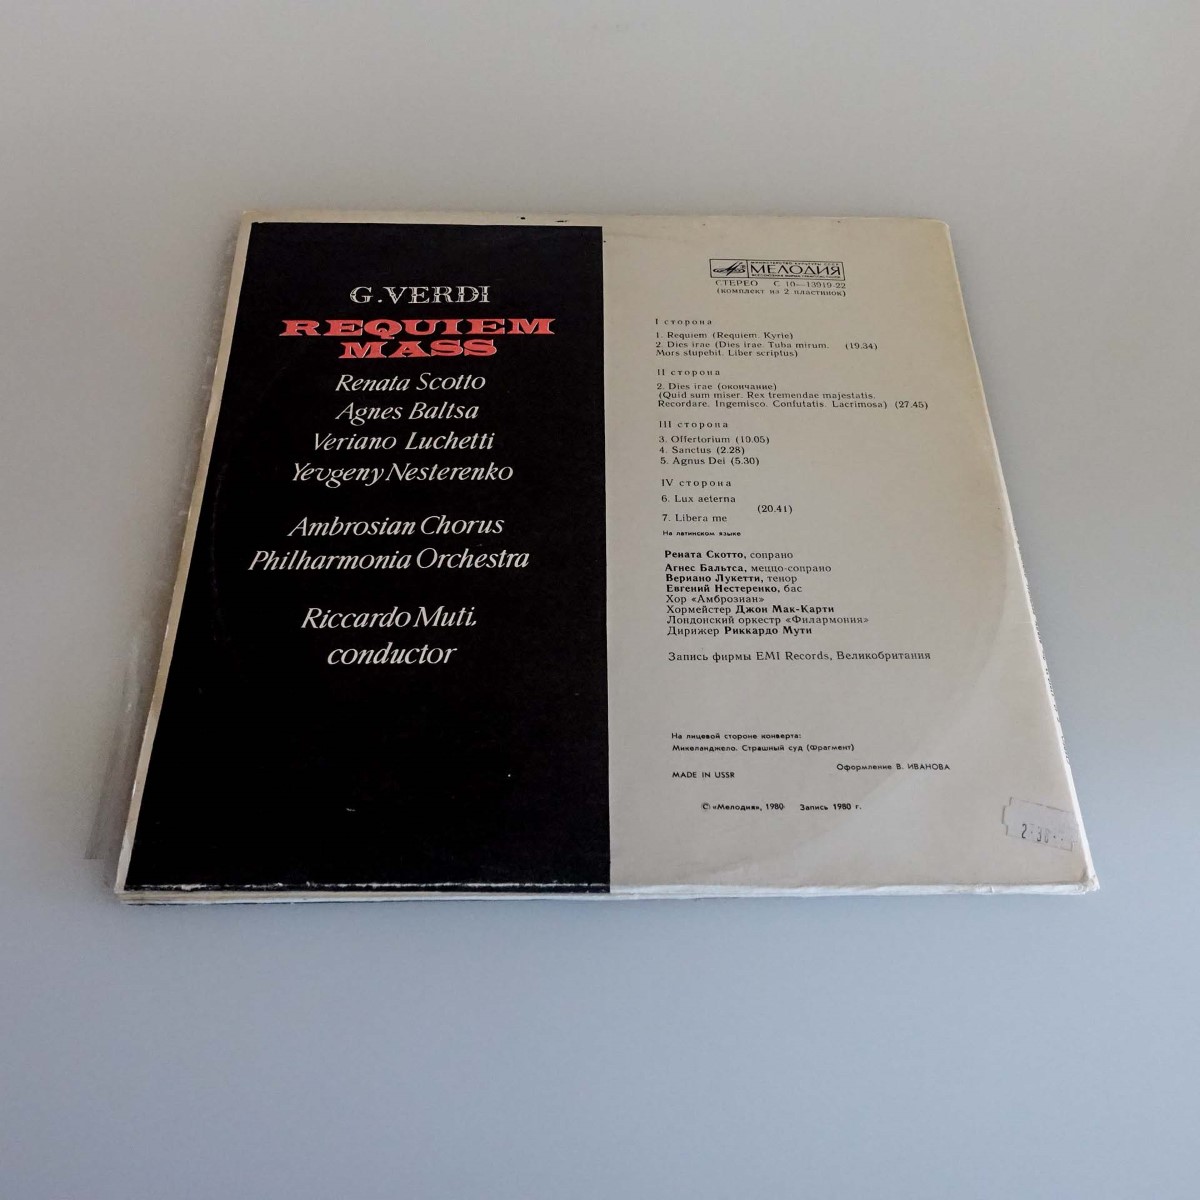 G.VERDI
REQUIEM
MASS
Renata Scotto
Agnes Baltsa
Veriano Luchetti
Yevgeny Nesterenko
Ambrosian Chorus
Philharmonia Orchestra
Riccardo Muti,
conductor
МИНИСТЕРСТВО КУЛЬТУРЫ СССР
МЕЛОДИЯ
СТЕРЕО С 10—13919-22
(комплект из 2 пластинок)
I сторона
1. Requiem (Requiem. Kyrie)
2. Dies irae (Dies irae. Tuba mirum. (19.34)
Mors stupebit. Liber scriptus)
II сторона
2. Dies irae (окончание)
(Quid sum miser. Rex tremendae majestatis.
Recordare. Ingemisco. Confutatis. Lacrimosa) (27.45)
III сторона
3. Offertorium (10.05)
4. Sanctus (2.28)
5. Agnus Dei (5.30)
IV сторона
6. Lux aeterna
(20.41)
7. Libera me
На латинском языке
Рената Скотто, сопрано
Агнес Бальтса, меццо-сопрано
Вериано Лукетти, тенор
Евгений Нестеренко, бас
Хор «Амброзиан»
Хормейстер Джон Мак-Карти
Лондонский оркестр «Филармония»
Дирижер Риккардо Мути
Запись фирмы EMI Records, Великобритания
На лицевой стороне конверта:
Микеланджело. Страшный суд (Фрагмент)
Оформление В. ИВАНОВА
MADE IN USSR
© «Мелодия», 1980 Запись 1980 г.